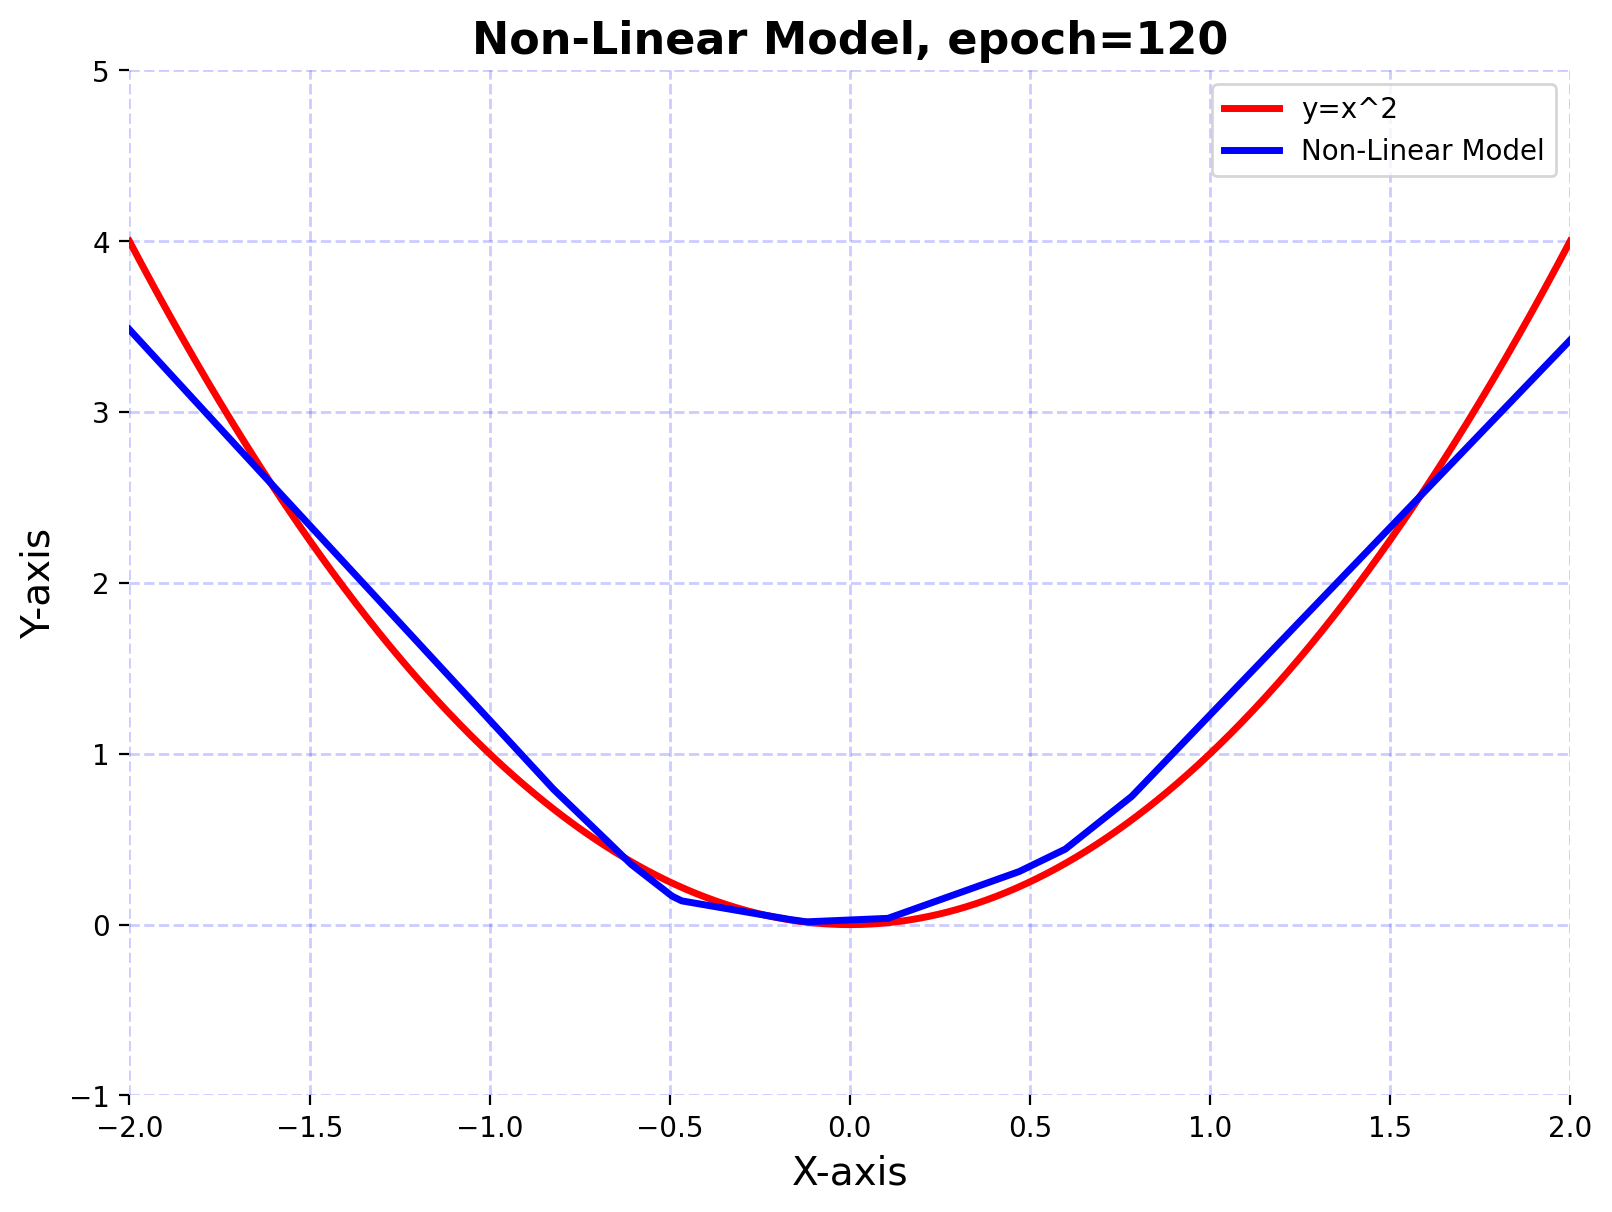 Non-Linear Model, epoch=120
y=x^2
Non-Linear Model
5
4
3
2
1
0
−1
Y-axis
−2.0 −1.5 −1.0 −0.5 0.0 0.5 1.0 1.5 2.0
X-axis